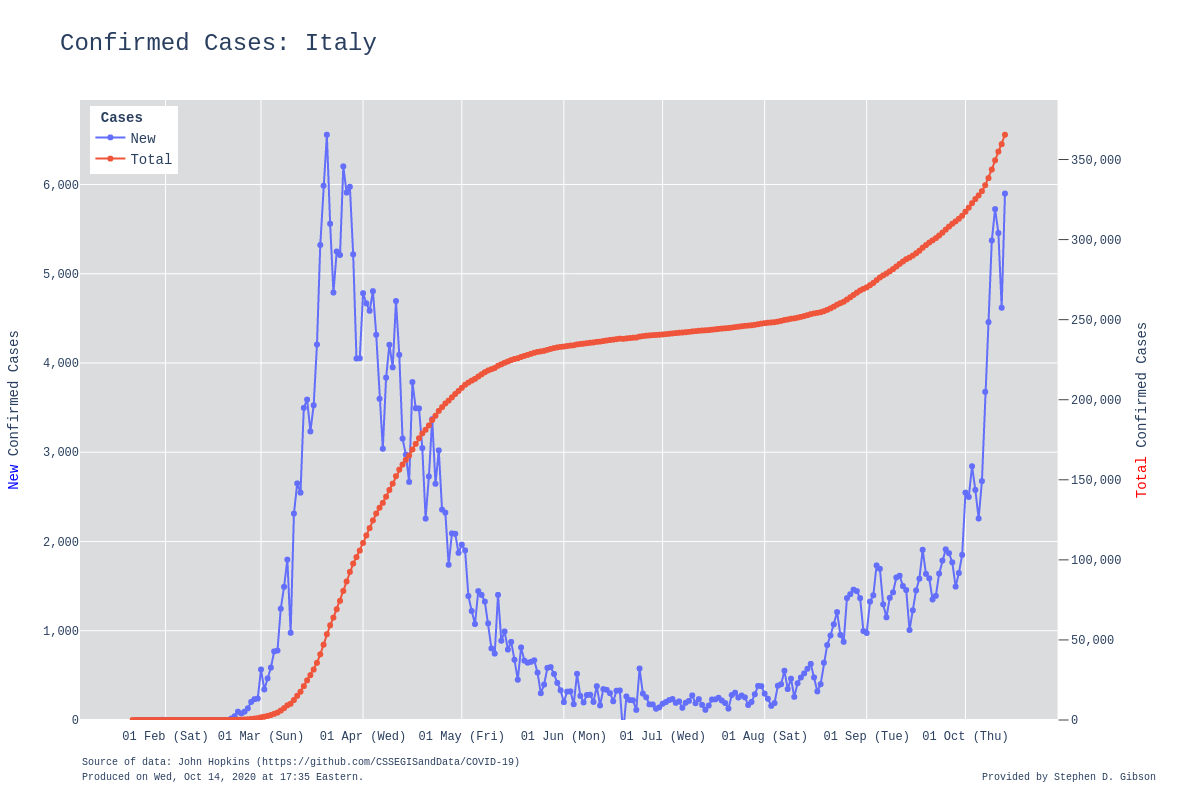 Confirmed Cases: Italy
Cases
New
Total
6,000
5,000
4,000
3,000
2,000
1,000
0
New Confirmed Cases
350,000
300,000
250,000
200,000
150,000
100,000
50,000
0
Total Confirmed Cases
01 Feb (Sat) 01 Mar (Sun) 01 Apr (Wed) 01 May (Fri) 01 Jun (Mon) 01 Jul (Wed) 01 Aug (Sat) 01 Sep (Tue) 01 Oct (Thu)
Source of data: John Hopkins (https://github.com/CSSEGISandData/COVID-19)
Produced on Wed, Oct 14, 2020 at 17:35 Eastern.
Provided by Stephen D. Gibson